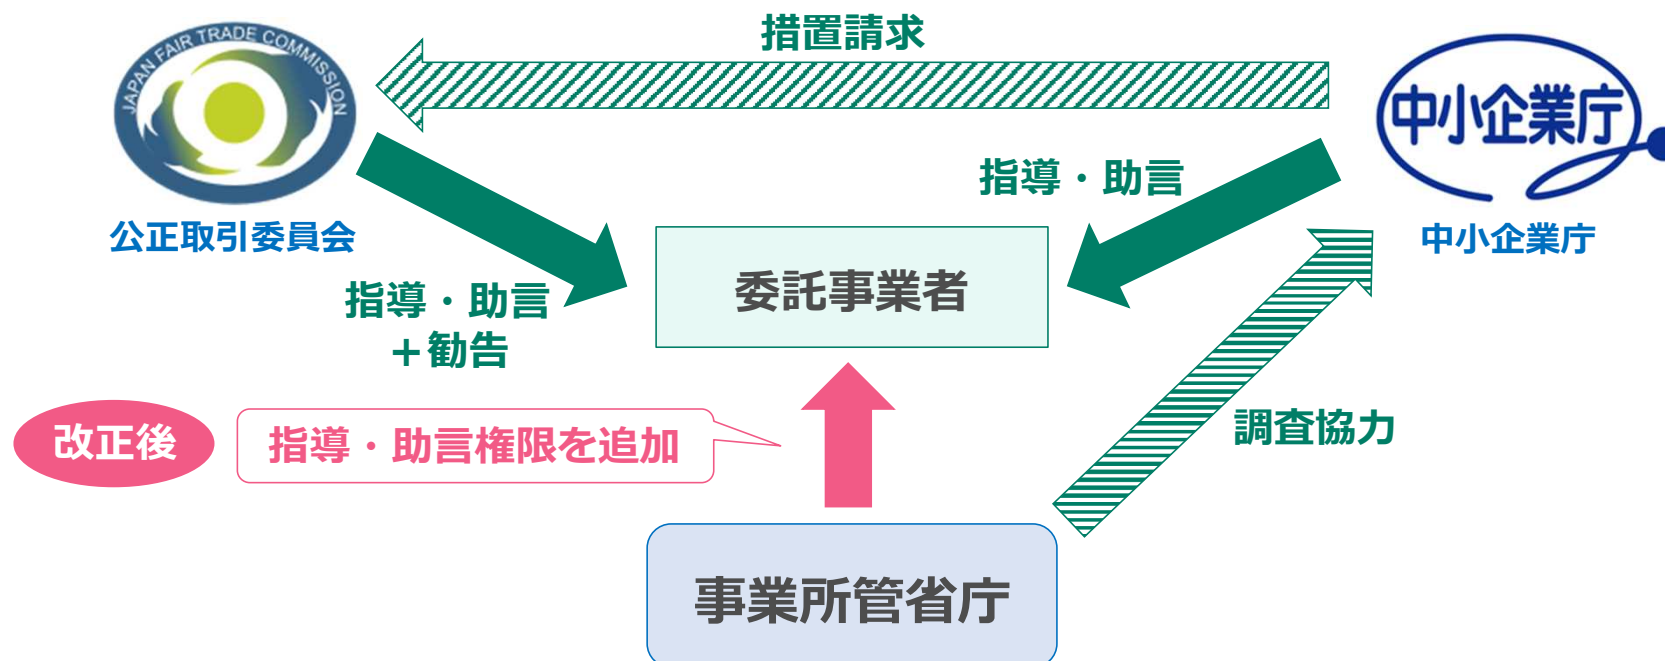 措置請求
JAPAN FAIR TRADE COMMISSION
中小企業庁
公正取引委員会
指導・助言
中小企業庁
委託事業者
指導・助言
＋勧告
改正後
指導・助言権限を追加
調査協力
事業所管省庁